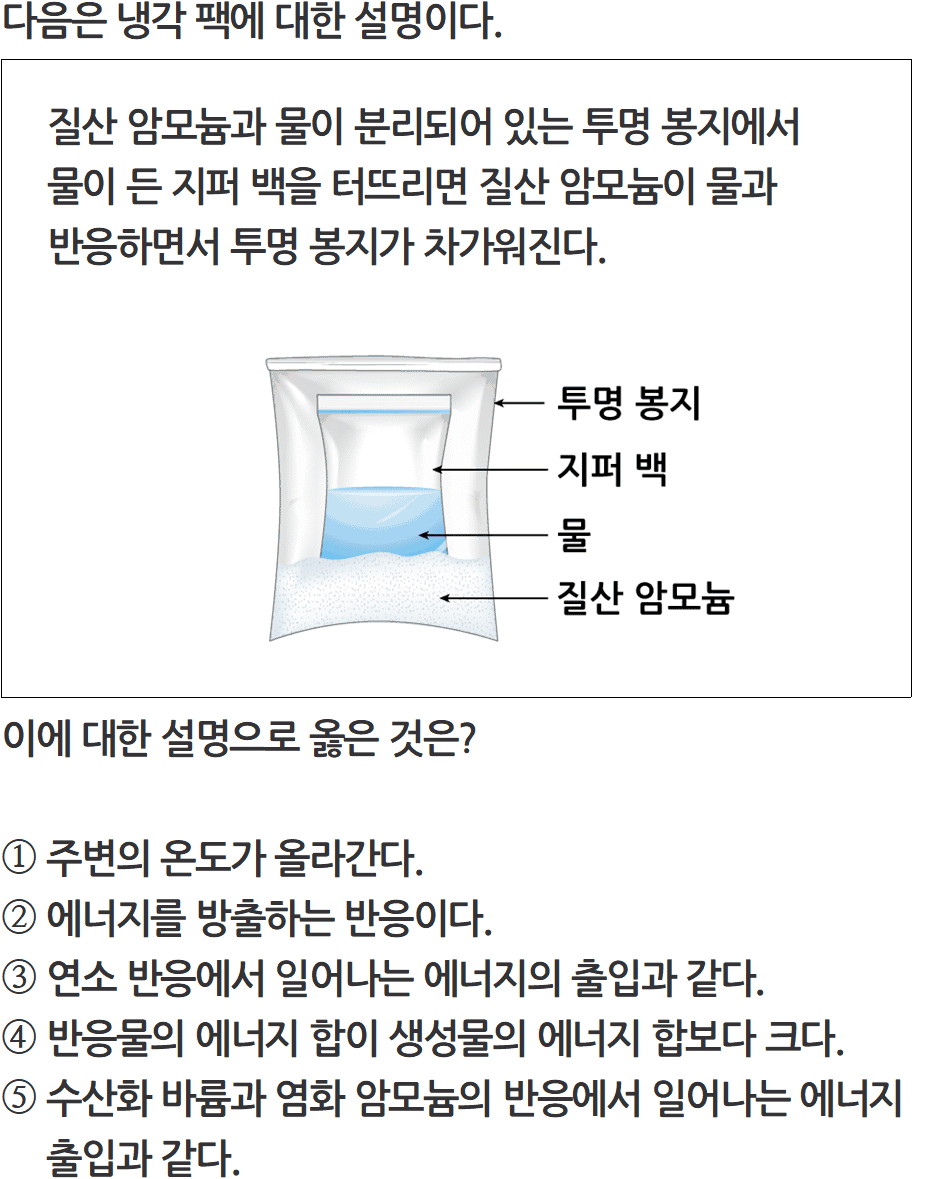 다음은 냉각 팩에 대한 설명이다.
질산 암모늄과 물이 분리되어 있는 투명 봉지에서
물이 든 지퍼 백을 터뜨리면 질산 암모늄이 물과
반응하면서 투명 봉지가 차가워진다.
투명 봉지
지퍼 백
물
질산 암모늄
이에 대한 설명으로 옳은 것은?
① 주변의 온도가 올라간다.
② 에너지를 방출하는 반응이다.
③ 연소 반응에서 일어나는 에너지의 출입과 같다.
④ 반응물의 에너지 합이 생성물의 에너지 합보다 크다.
⑤ 수산화 바륨과 염화 암모늄의 반응에서 일어나는 에너지
출입과 같다.